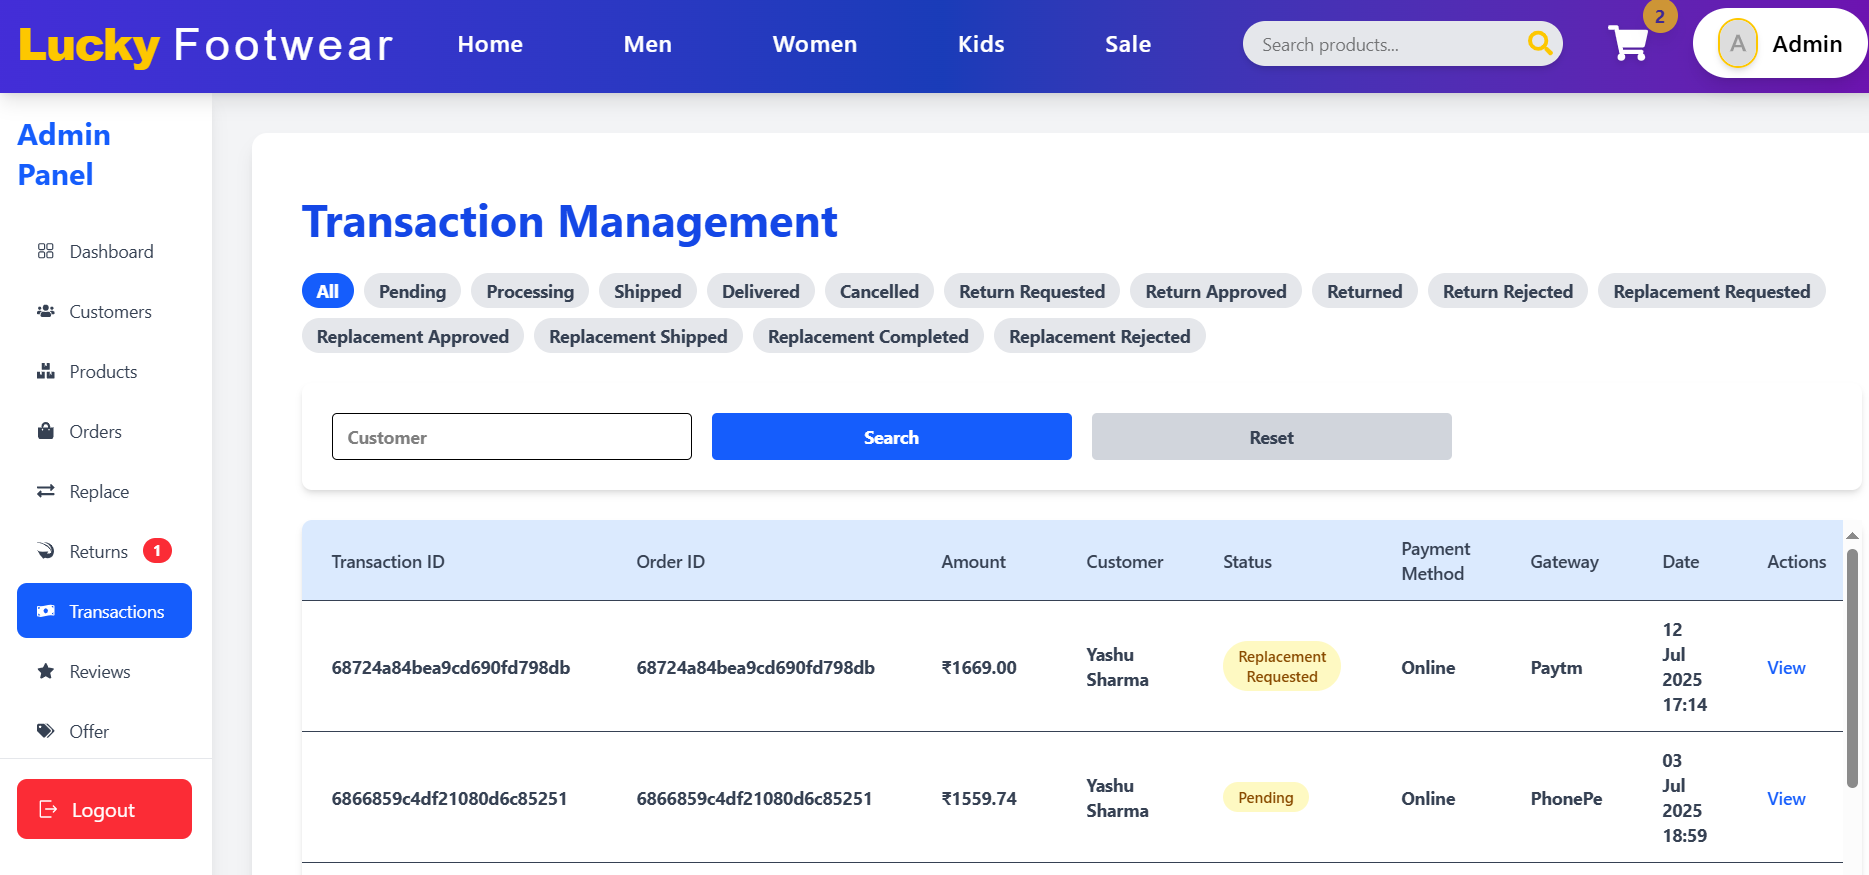 Lucky Footwear
Home
Men
Women
Kids
Sale
Search products...
2
A
Admin
Admin
Panel
Dashboard
Customers
Products
Orders
Replace
Returns 1
Transactions
Reviews
Offer
Logout
Transaction Management
All Pending Processing Shipped Delivered Cancelled Return Requested Return Approved Returned Return Rejected Replacement Requested
Replacement Approved Replacement Shipped Replacement Completed Replacement Rejected
Customer Search Reset
Transaction ID Order ID Amount Customer Status Payment Method Gateway Date Actions
68724a84bea9cd690fd798db 68724a84bea9cd690fd798db ₹1669.00 Yashu Sharma Replacement Requested Online Paytm 12 Jul 2025 17:14 View
6866859c4df21080d6c85251 6866859c4df21080d6c85251 ₹1559.74 Yashu Sharma Pending Online PhonePe 03 Jul 2025 18:59 View